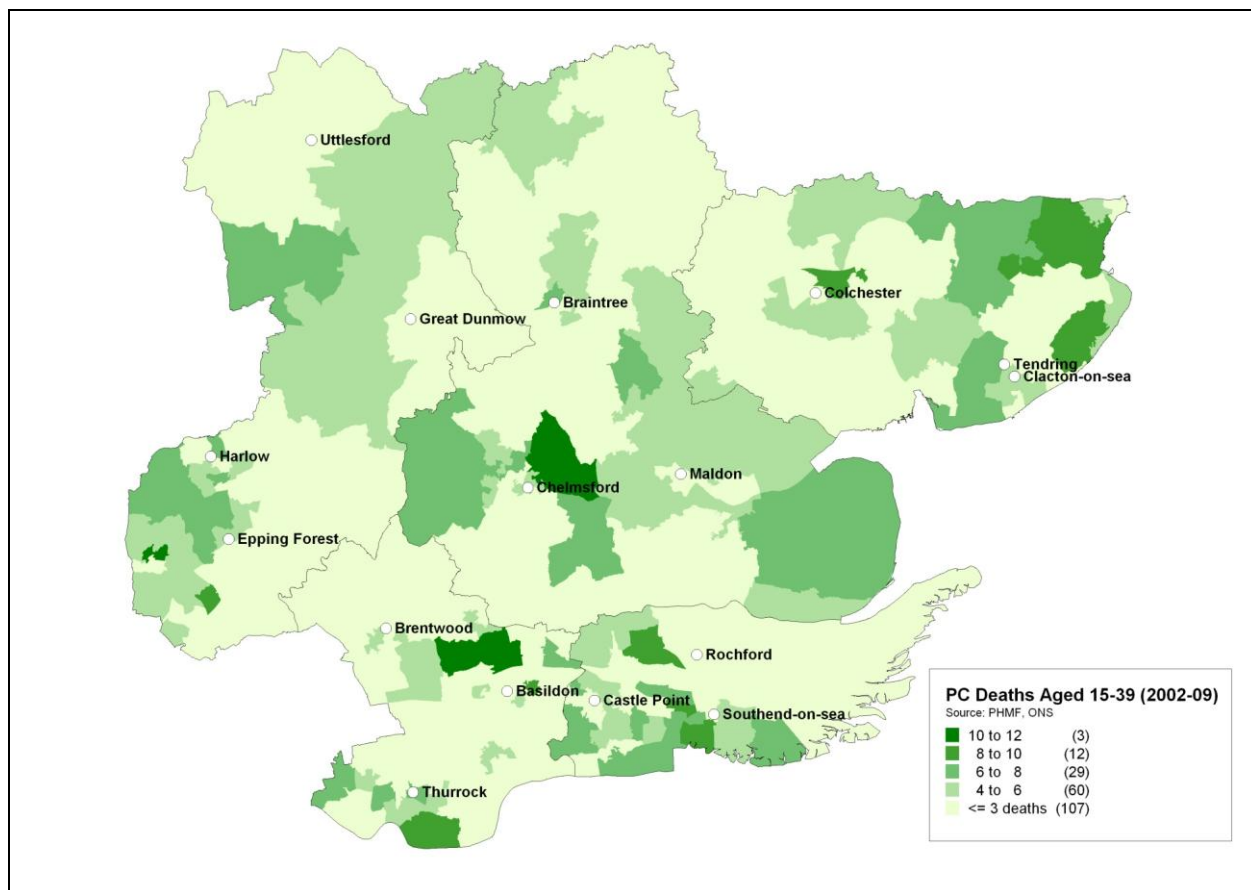 Uttlesford
Braintree
Colchester
Great Dunmow
Tendring
Clacton-on-sea
Harlow
Maldon
Chelmsford
Epping Forest
Brentwood
Rochford
Basildon
Castle Point
Southend-on-sea
Thurrock
PC Deaths Aged 15-39 (2002-09)
Source: PHMF, ONS
10 to 12 (3)
8 to 10 (12)
6 to 8 (29)
4 to 6 (60)
<= 3 deaths (107)